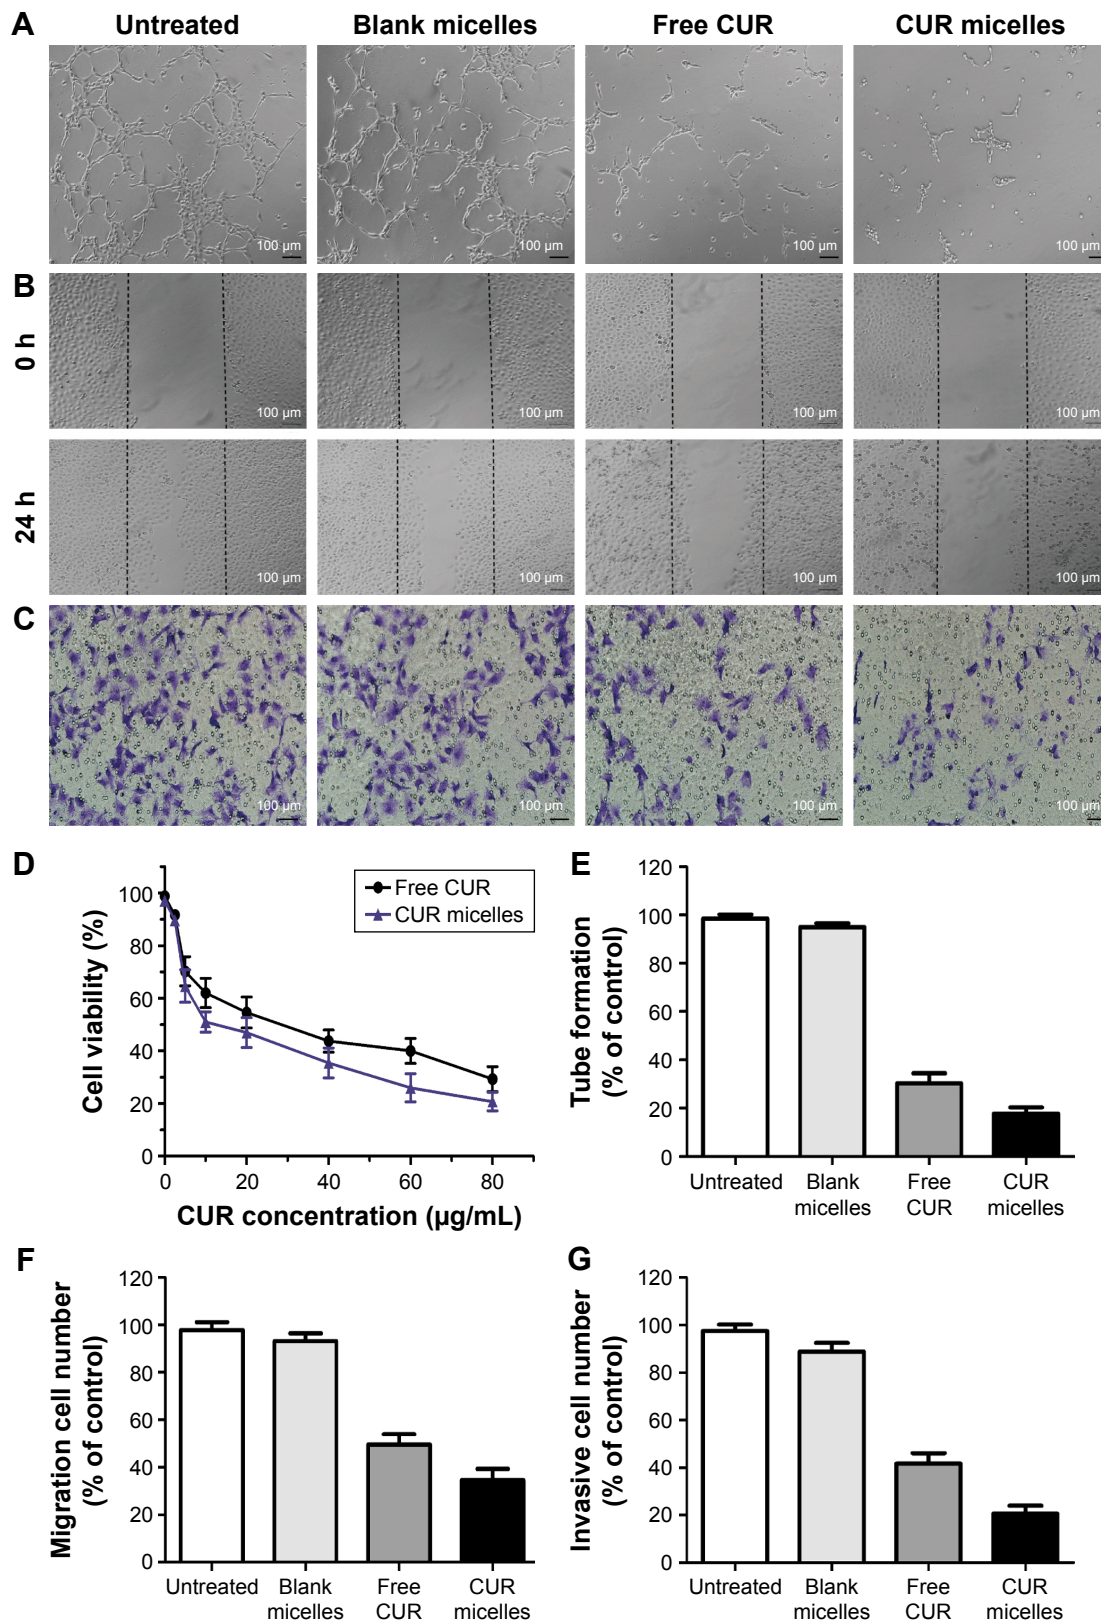 A
Untreated
Blank micelles
Free CUR
CUR micelles
100 µm
100 µm
100 µm
100 µm
B
0 h
100 µm
100 µm
100 µm
100 µm
24 h
100 µm
100 µm
100 µm
100 µm
C
100 µm
100 µm
100 µm
100 µm
D
Cell viability (%)
100
80
60
40
20
0
0
20
40
60
80
CUR concentration (µg/mL)
Free CUR
CUR micelles
E
Tube formation
(% of control)
120
100
80
60
40
20
0
Untreated
Blank
micelles
Free
CUR
CUR
micelles
F
Migration cell number
(% of control)
120
100
80
60
40
20
0
Untreated
Blank
micelles
Free
CUR
CUR
micelles
G
Invasive cell number
(% of control)
120
100
80
60
40
20
0
Untreated
Blank
micelles
Free
CUR
CUR
micelles